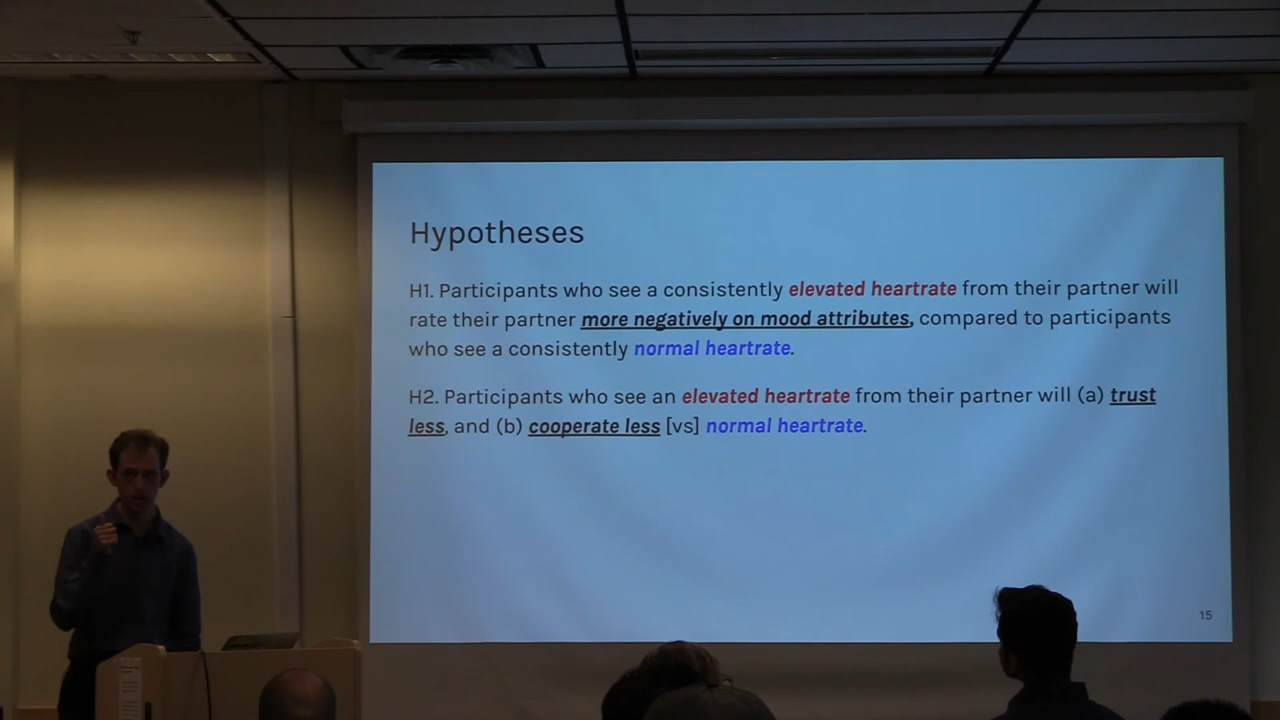 Hypotheses
H1. Participants who see a consistently elevated heartrate from their partner will
rate their partner more negatively on mood attributes, compared to participants
who see a consistently normal heartrate.
H2. Participants who see an elevated heartrate from their partner will (a) trust
less, and (b) cooperate less [vs] normal heartrate.
15